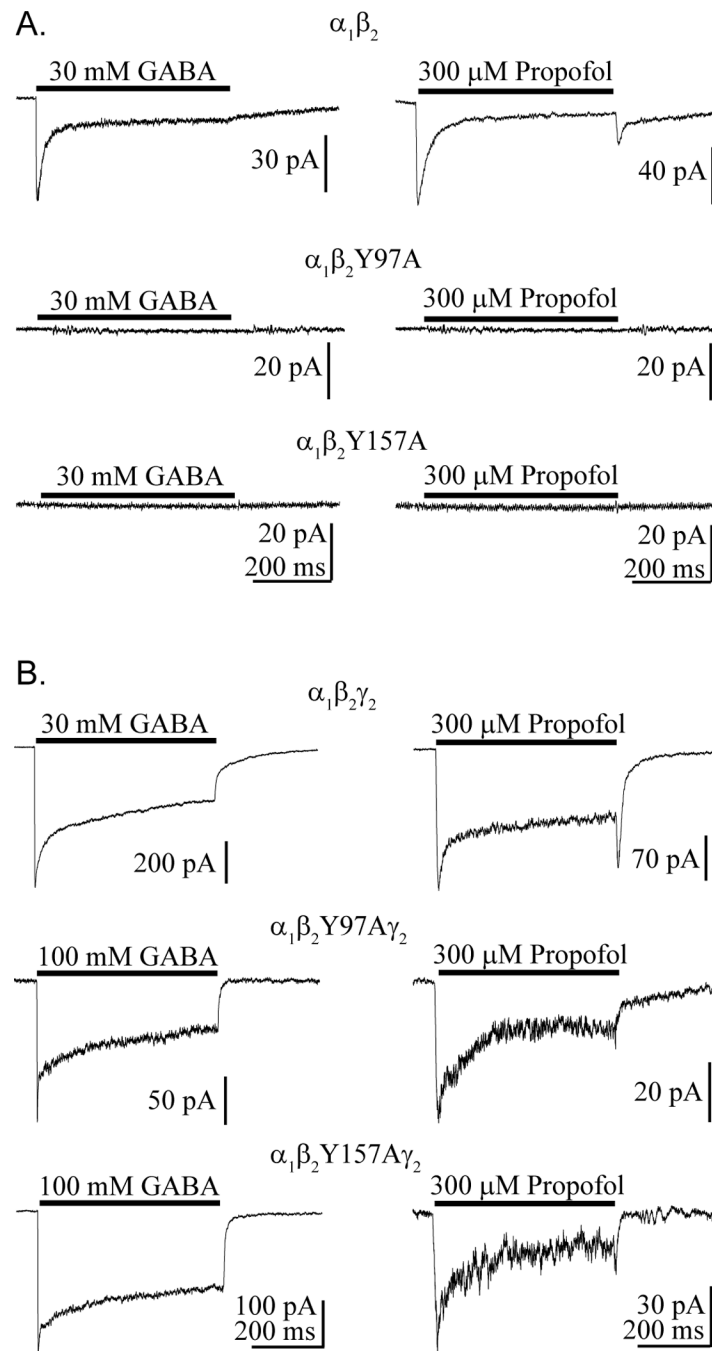 A.
α₁β₂
30 mM GABA
300 μM Propofol
30 pA
40 pA
α₁β₂Y97A
30 mM GABA
300 μM Propofol
20 pA
20 pA
α₁β₂Y157A
30 mM GABA
300 μM Propofol
20 pA
200 ms
20 pA
200 ms
B.
α₁β₂γ₂
30 mM GABA
300 μM Propofol
200 pA
70 pA
α₁β₂Y97Aγ₂
100 mM GABA
300 μM Propofol
50 pA
20 pA
α₁β₂Y157Aγ₂
100 mM GABA
300 μM Propofol
100 pA
200 ms
30 pA
200 ms